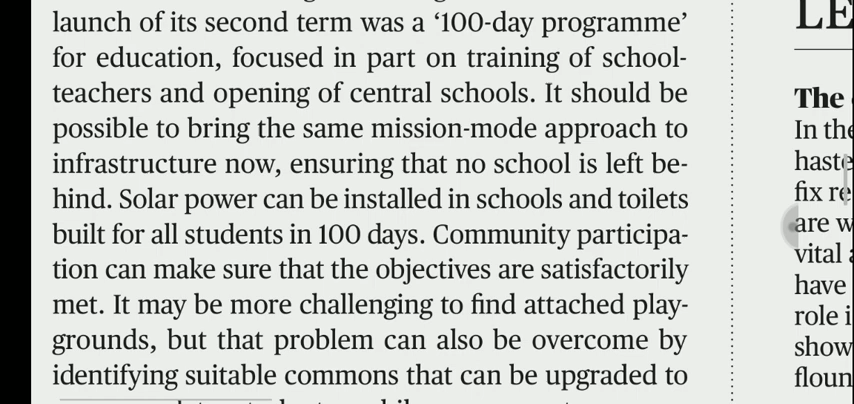 launch of its second term was a ‘100-day programme’
for education, focused in part on training of school-
teachers and opening of central schools. It should be
possible to bring the same mission-mode approach to
infrastructure now, ensuring that no school is left be-
hind. Solar power can be installed in schools and toilets
built for all students in 100 days. Community participa-
tion can make sure that the objectives are satisfactorily
met. It may be more challenging to find attached play-
grounds, but that problem can also be overcome by
identifying suitable commons that can be upgraded to
LE
The
In the
haste
fix re
are w
vital a
have
role i
show
floun